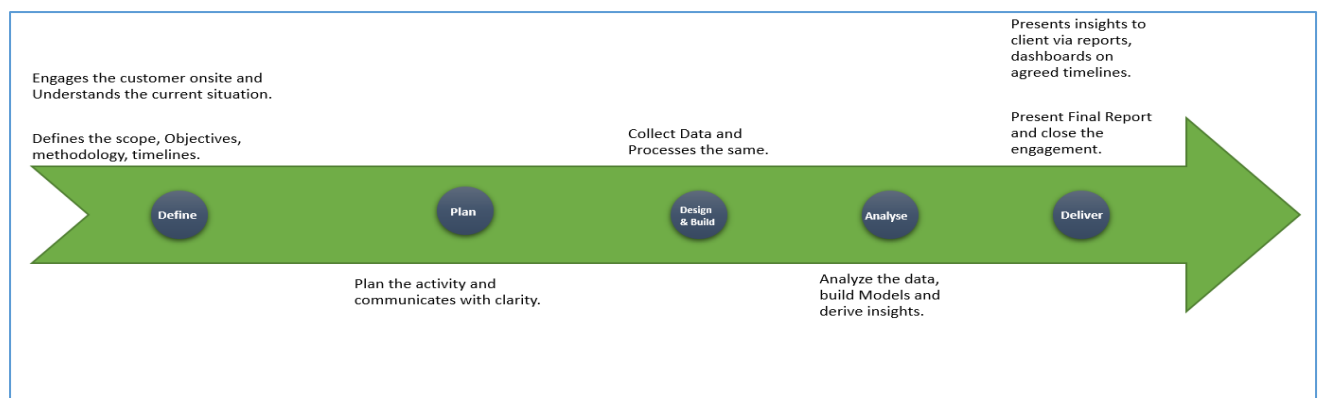 Engages the customer onsite and
Understands the current situation.
Defines the scope, Objectives,
methodology, timelines.
Define
Plan the activity and
communicates with clarity.
Plan
Collect Data and
Processes the same.
Design
& Build
Analyze the data,
build Models and
derive insights.
Analyse
Presents insights to
client via reports,
dashboards on
agreed timelines.
Present Final Report
and close the
engagement.
Deliver